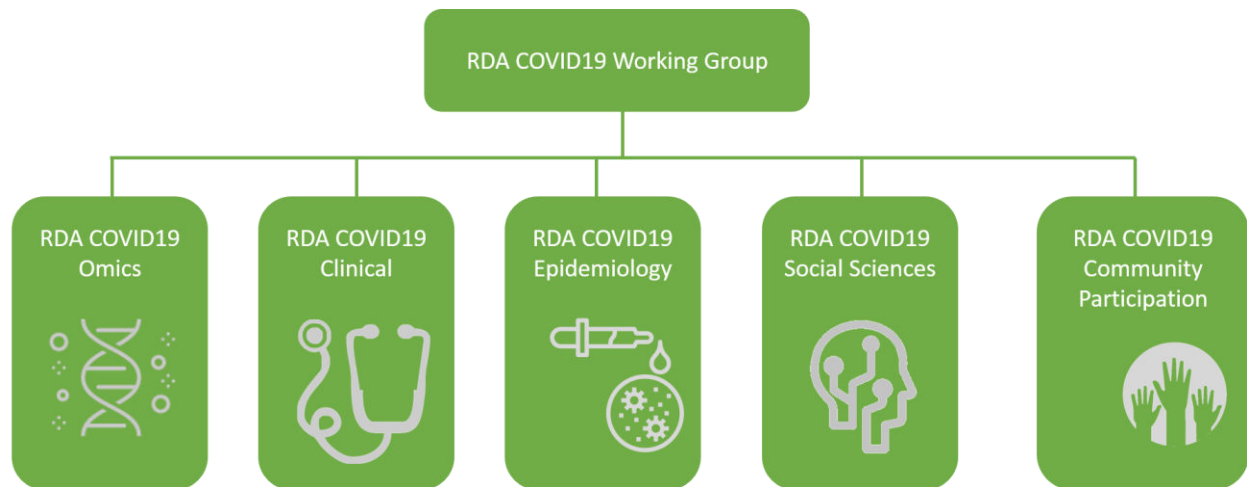 RDA COVID19 Working Group
RDA COVID19
Omics
RDA COVID19
Clinical
RDA COVID19
Epidemiology
RDA COVID19
Social Sciences
RDA COVID19
Community
Participation